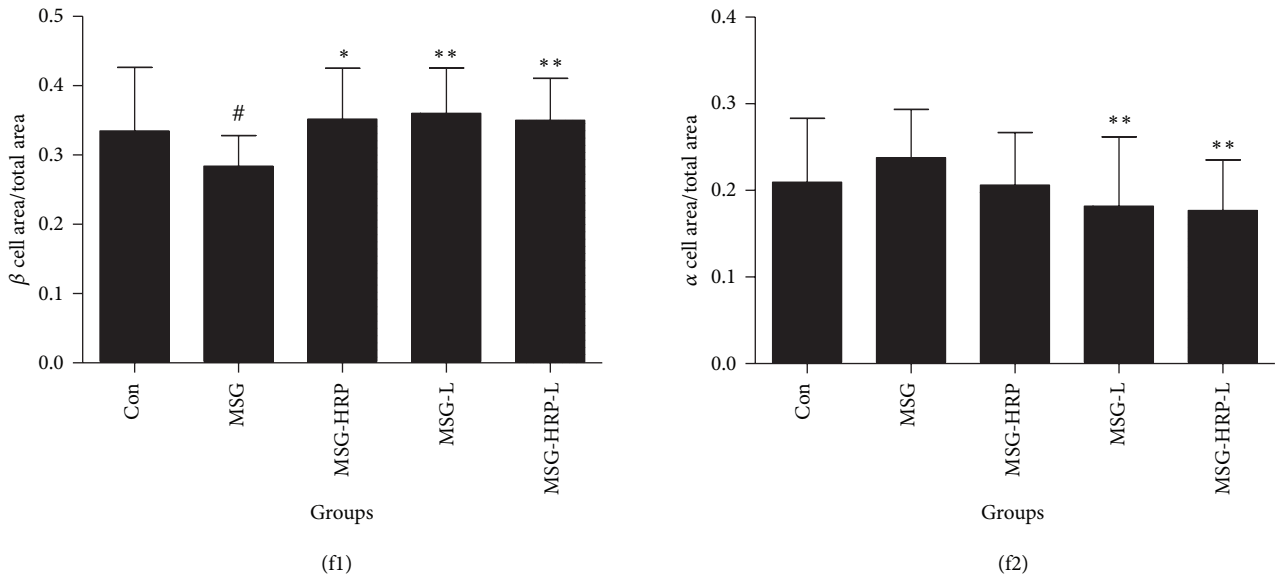 β cell area/total area
0.5
0.4
0.3
0.2
0.1
0.0
#
*
**
**
Con
MSG
MSG-HRP
MSG-L
MSG-HRP-L
Groups
(f1)
α cell area/total area
0.4
0.3
0.2
0.1
0.0
**
**
Con
MSG
MSG-HRP
MSG-L
MSG-HRP-L
Groups
(f2)